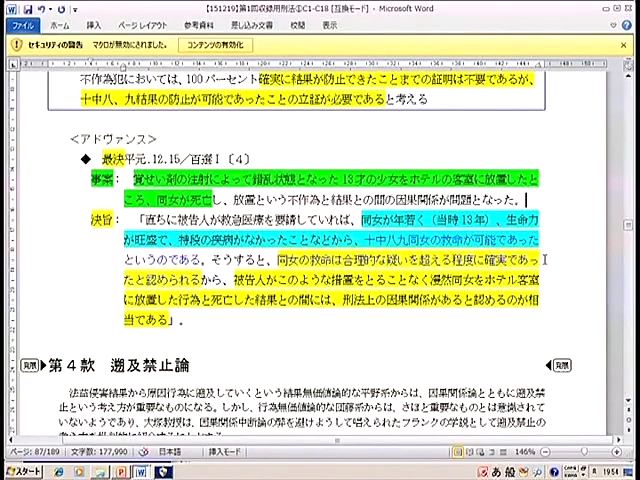 【151219】第1回収録用刑法②C1-C18 [互換モード] - Microsoft Word
ファイル ホーム 挿入 ページ レイアウト 参考資料 差し込み文書 校閲 表示
セキュリティの警告 マクロが無効にされました。 コンテンツの有効化
不作為犯においては、100パーセント確実に結果が防止できたことまでの証明は不要であるが、
十中八、九結果の防止が可能であったことの立証が必要であると考える
＜アドヴァンス＞
◆ 最決平元.12.15／百選Ⅰ〔4〕
事案： 覚せい剤の注射によって錯乱状態となった13才の少女をホテルの客室に放置したと
ころ、同女が死亡し、放置という不作為と結果との間の因果関係が問題となった。
決旨： 「直ちに被告人が救急医療を要請していれば、同女が年若く（当時13年）、生命力
が旺盛で、特段の疾病がなかったことなどから、十中八九同女の救命が可能であった
というのである。そうすると、同女の救命は合理的な疑いを超える程度に確実であっ
たと認められるから、被告人がこのような措置をとることなく漫然同女をホテル客室
に放置した行為と死亡した結果との間には、刑法上の因果関係があると認めるのが相
当である」。
発展 第４款 遡及禁止論 発展
法益侵害結果から原因行為に遡及していくという結果無価値論的な平野系からは、因果関係論とともに遡及禁
止という考え方が重要なものになる。しかし、行為無価値論的な団藤系からは、さほど重要なものとは意識されて
いないようであり、大塚教授は、因果関係中断論の弊を避けようして唱えられたフランクの学説として遡及禁止の
ページ: 87/189 文字数: 177,990 日本語 挿入モード 146%
スタート あ 般 19:54